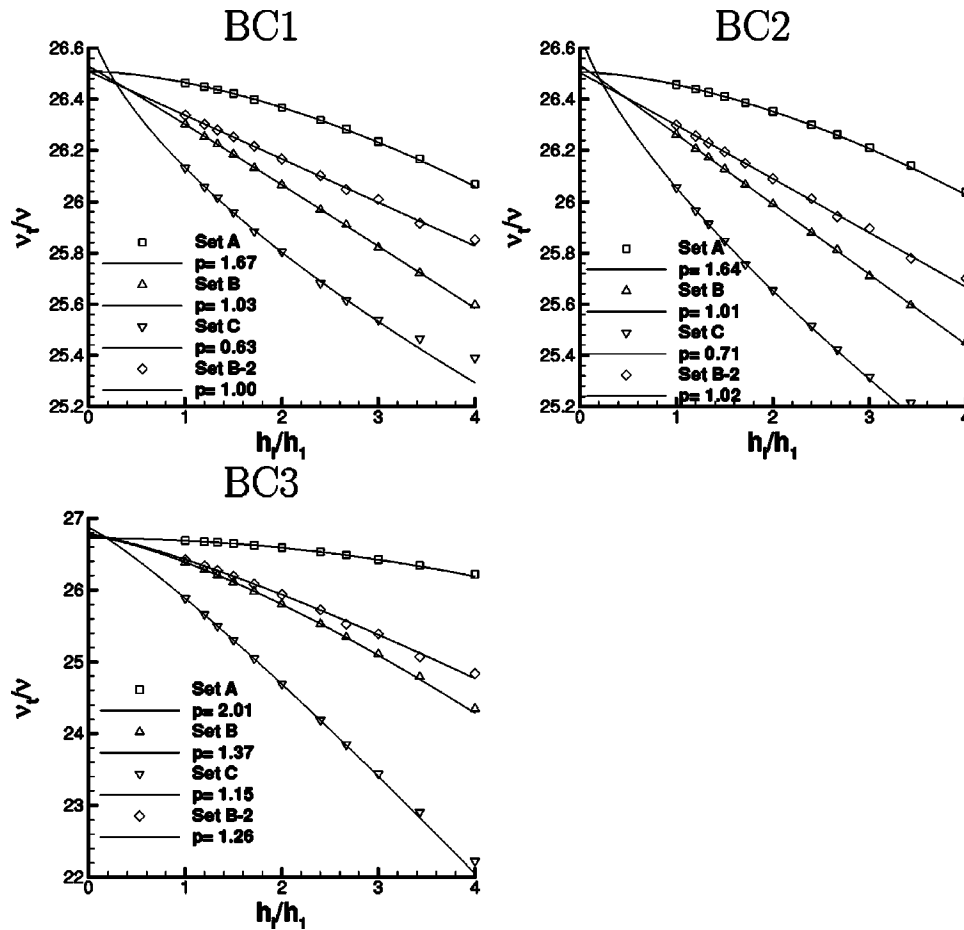 BC1
26.6
26.4
26.2
26
25.8
25.6
25.4
25.2
νt/ν
Set A
p= 1.67
Set B
p= 1.03
Set C
p= 0.63
Set B-2
p= 1.00
0 1 2 3 4
hi/h1
BC2
26.6
26.4
26.2
26
25.8
25.6
25.4
25.2
νt/ν
Set A
p= 1.64
Set B
p= 1.01
Set C
p= 0.71
Set B-2
p= 1.02
0 1 2 3 4
hi/h1
BC3
27
26
25
24
23
22
νt/ν
Set A
p= 2.01
Set B
p= 1.37
Set C
p= 1.15
Set B-2
p= 1.26
0 1 2 3 4
hi/h1